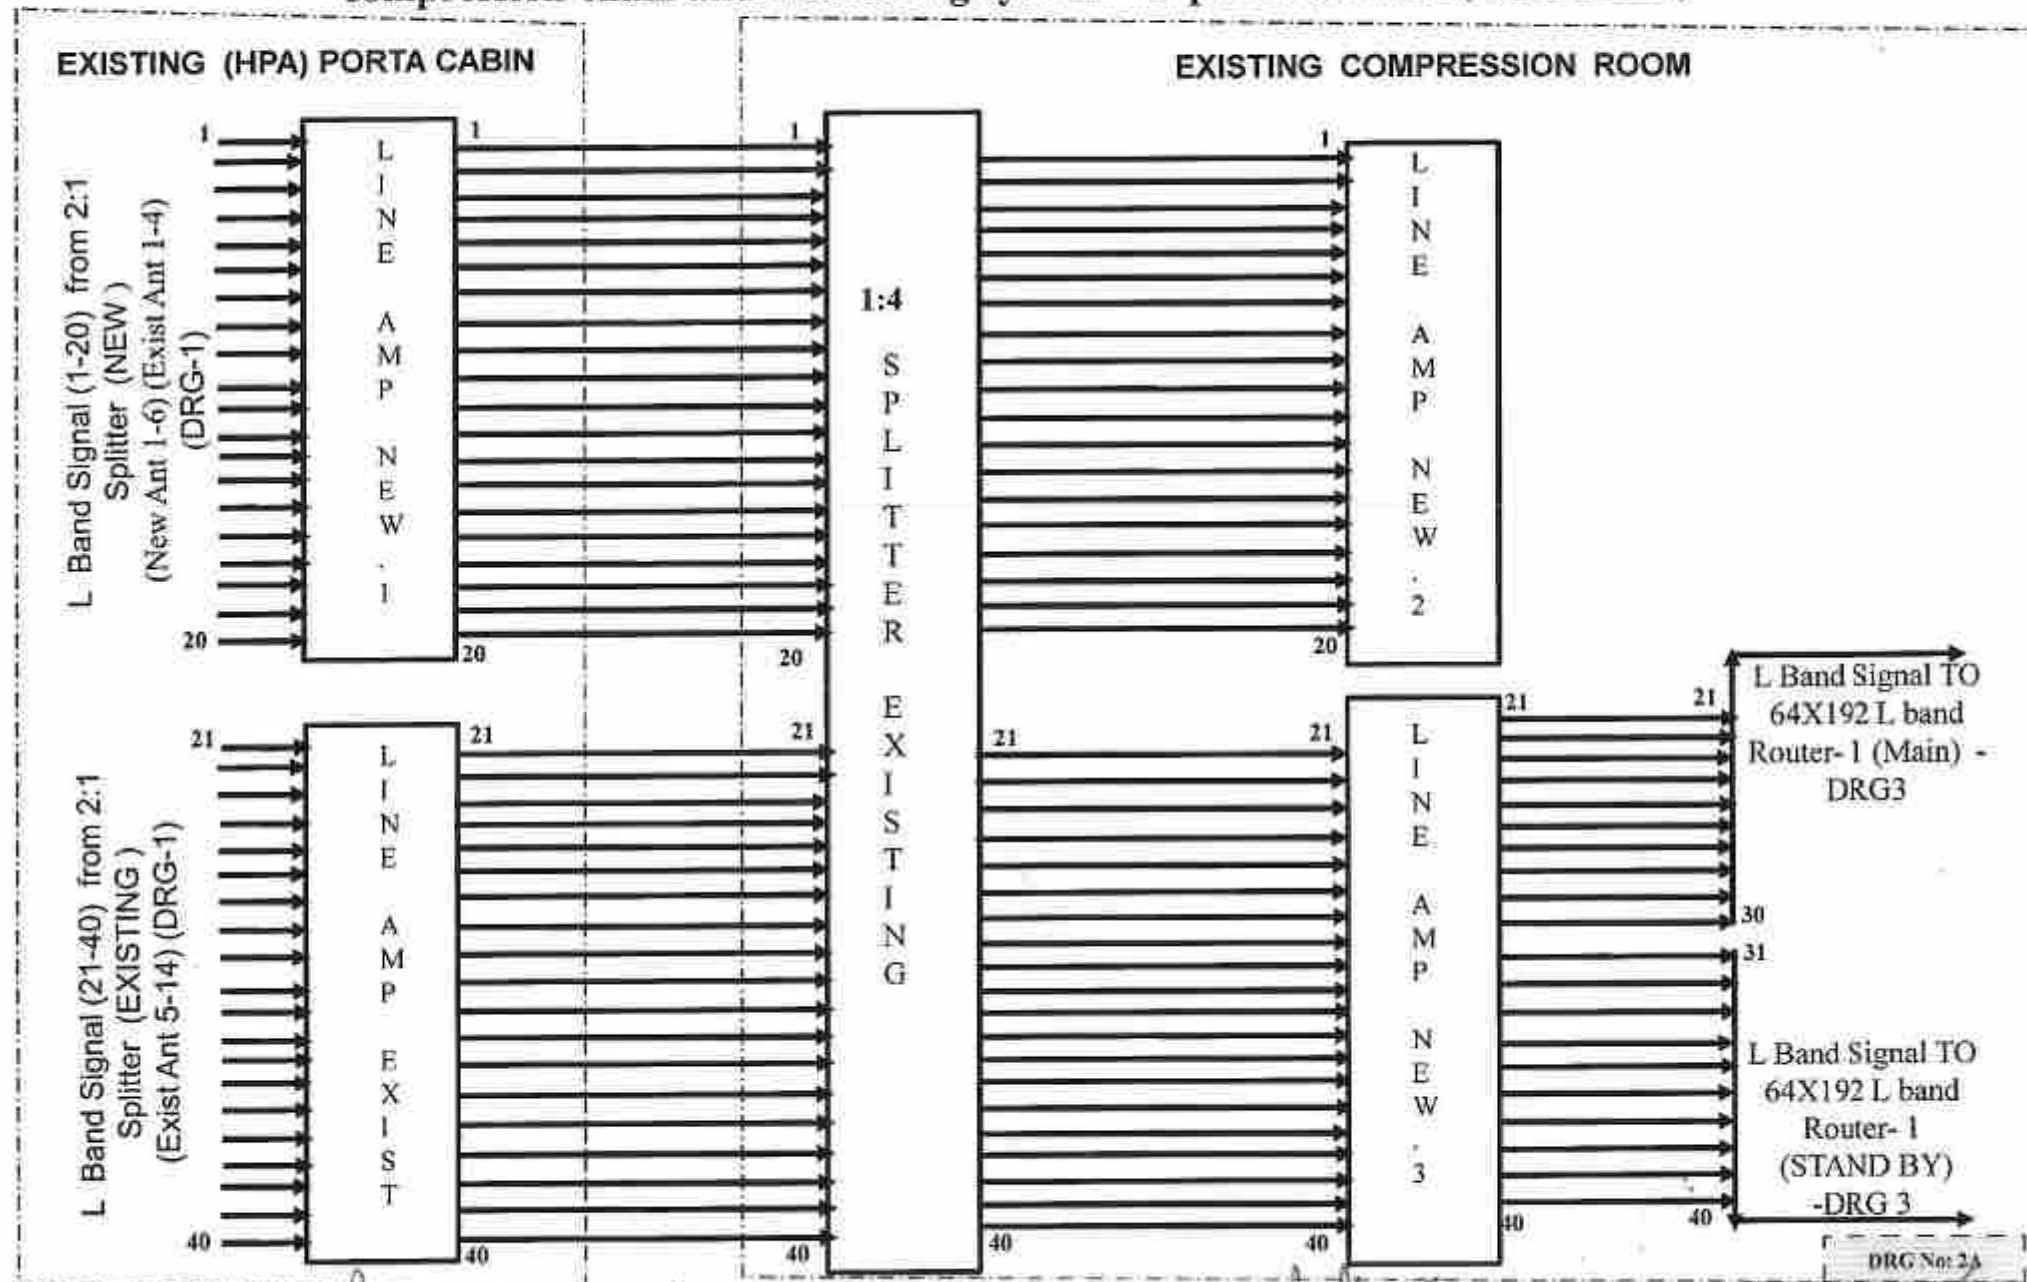 EXISTING (HPA) PORTA CABIN
EXISTING COMPRESSION ROOM
L Band Signal (1-20) from 2:1
Splitter (NEW)
(New Ant 1-6) (Exist Ant 1-4)
(DRG-1)
1
20
LINE AMP NEW.1
1
20
1
20
L Band Signal (21-40) from 2:1
Splitter (EXISTING)
(Exist Ant 5-14) (DRG-1)
21
40
LINE AMP EXIST
21
40
21
40
1:4
SPLITTER EXISTING
21
40
1
20
LINE AMP NEW.2
21
40
LINE AMP NEW.3
21
40
21
30
31
40
L Band Signal TO
64X192 L band
Router- 1 (Main) -
DRG3
L Band Signal TO
64X192 L band
Router- 1
(STAND BY)
-DRG 3
DRG No: 2A